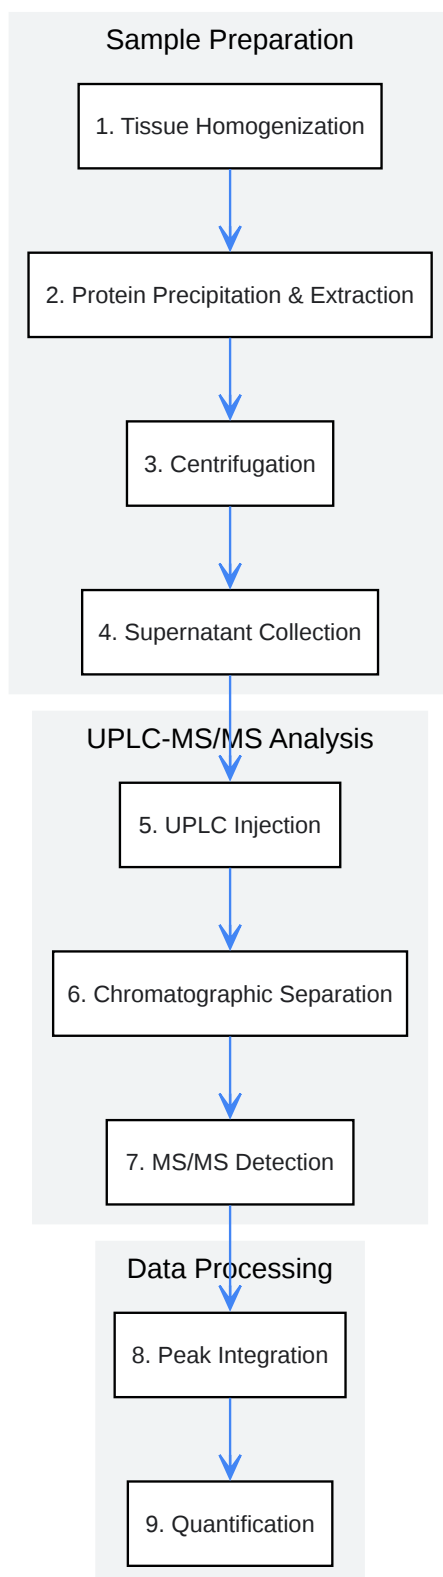 Sample Preparation
1. Tissue Homogenization
2. Protein Precipitation & Extraction
3. Centrifugation
4. Supernatant Collection
UPLC-MS/MS Analysis
5. UPLC Injection
6. Chromatographic Separation
7. MS/MS Detection
Data Processing
8. Peak Integration
9. Quantification